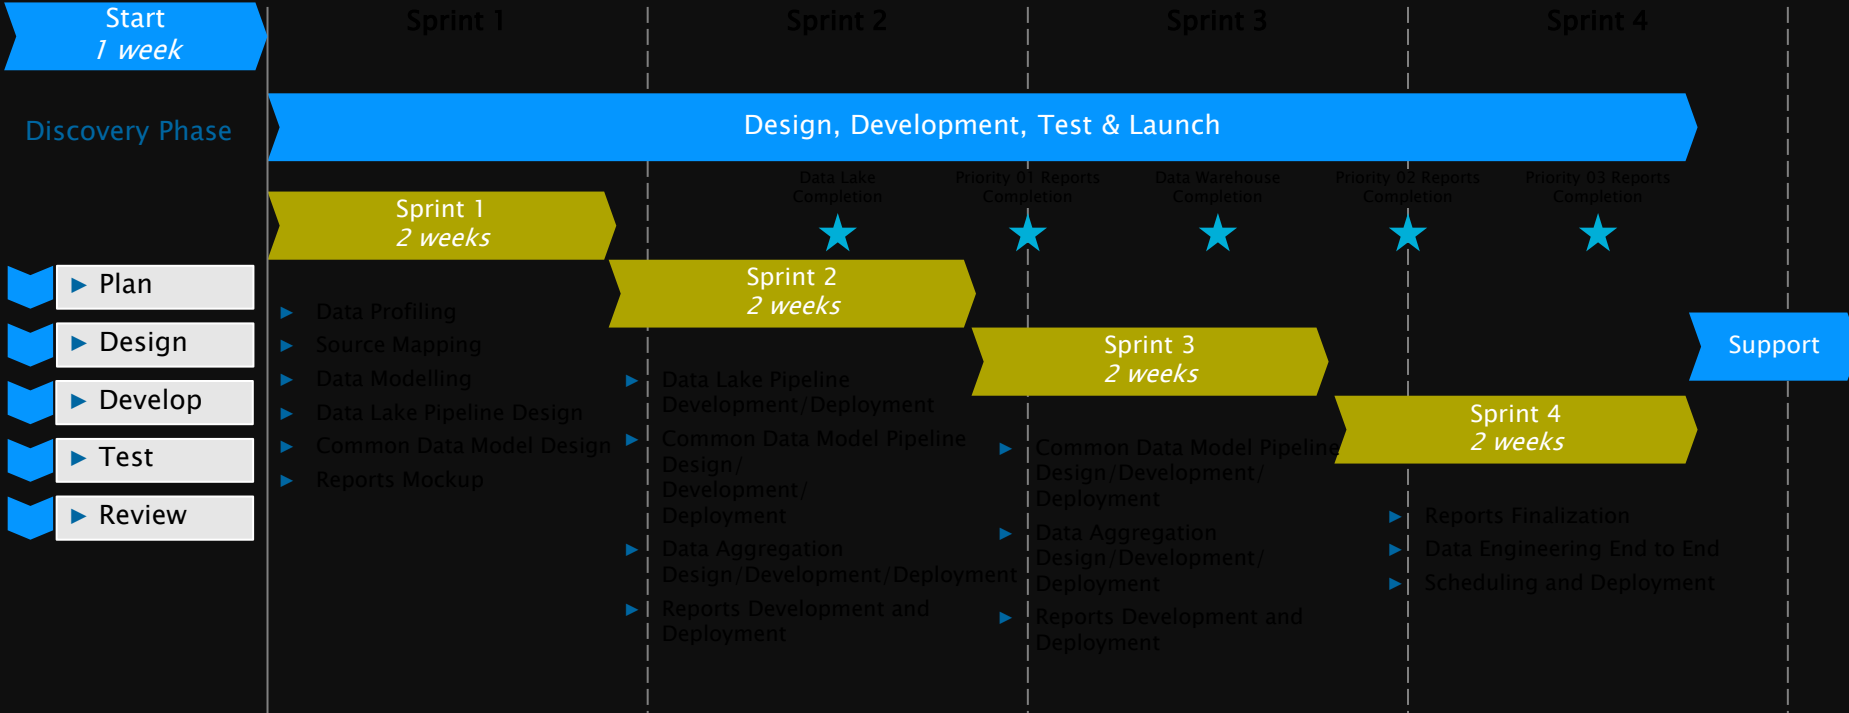 Start
1 week
Sprint 1
Sprint 2
Sprint 3
Sprint 4
Discovery Phase
Design, Development, Test & Launch
Data Lake
Completion
Priority 01 Reports
Completion
Data Warehouse
Completion
Priority 02 Reports
Completion
Priority 03 Reports
Completion
Sprint 1
2 weeks
Sprint 2
2 weeks
Sprint 3
2 weeks
Sprint 4
2 weeks
Support
Plan
Design
Develop
Test
Review
Data Profiling
Source Mapping
Data Modelling
Data Lake Pipeline Design
Common Data Model Design
Reports Mockup
Data Lake Pipeline
Development/Deployment
Common Data Model Pipeline
Design/
Development/
Deployment
Data Aggregation
Design/Development/Deployment
Reports Development and
Deployment
Common Data Model Pipeline
Design/Development/
Deployment
Data Aggregation
Design/Development/
Deployment
Reports Development and
Deployment
Reports Finalization
Data Engineering End to End
Scheduling and Deployment